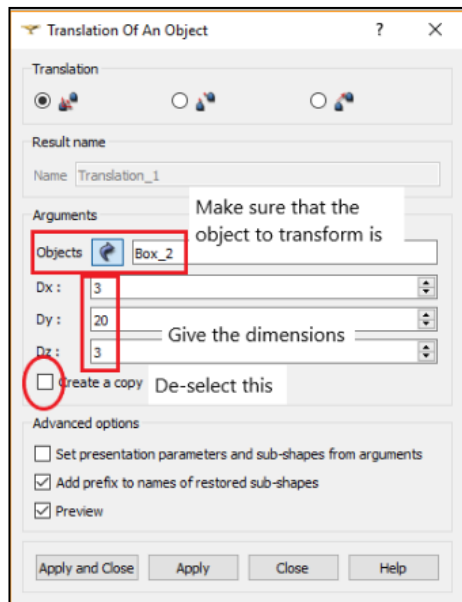 Translation Of An Object ? ×
Translation
Result name
Name Translation_1
Arguments
Make sure that the
object to transform is
Objects Box_2
Dx : 3
Dy : 20
Give the dimensions
Dz : 3
Create a copy De-select this
Advanced options
Set presentation parameters and sub-shapes from arguments
Add prefix to names of restored sub-shapes
Preview
Apply and Close Apply Close Help